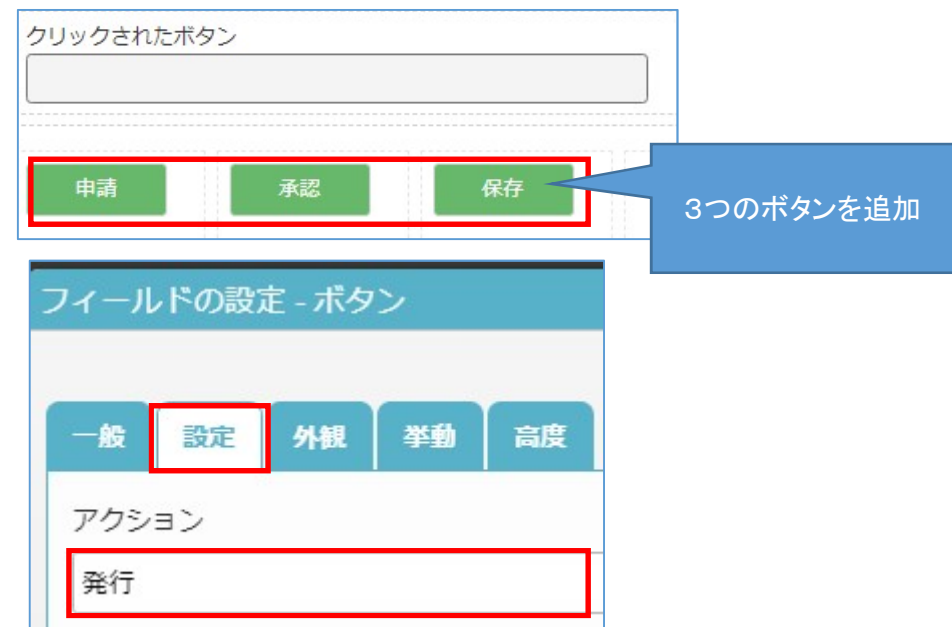 クリックされたボタン
申請 承認 保存
３つのボタンを追加
フィールドの設定 - ボタン
一般 設定 外観 挙動 高度
アクション
発行